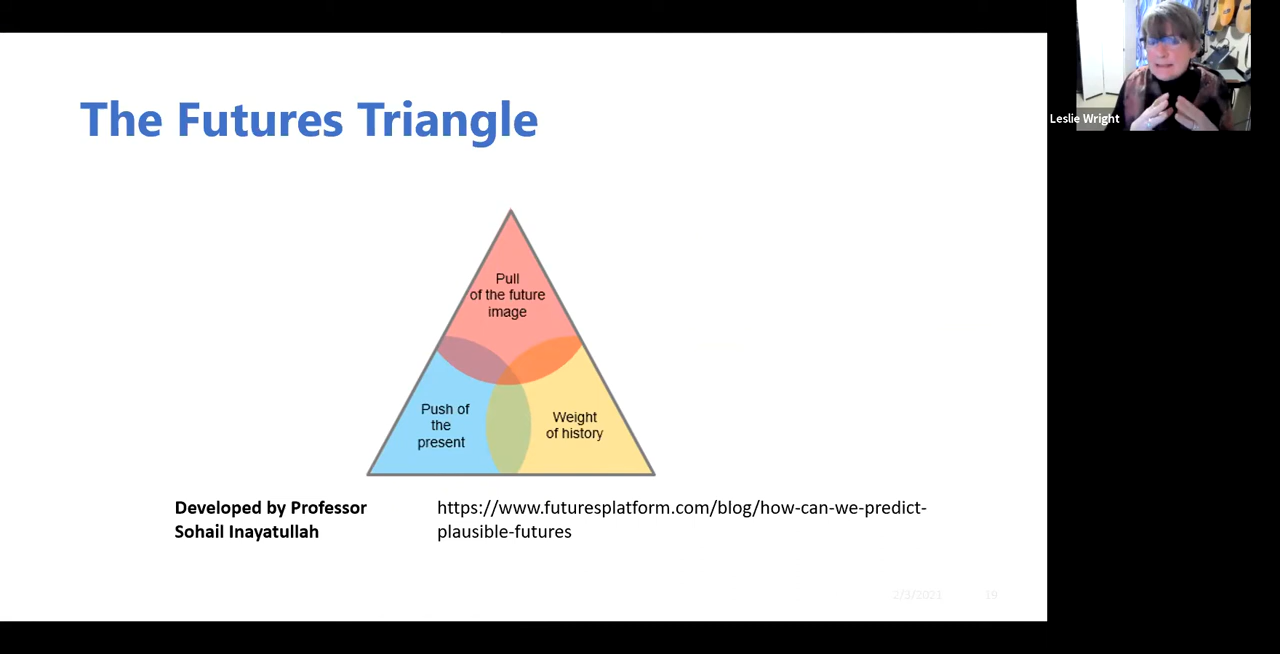 The Futures Triangle
Leslie Wright
Pull
of the future
image
Push of
the
present
Weight
of history
Developed by Professor
Sohail Inayatullah
https://www.futuresplatform.com/blog/how-can-we-predict-
plausible-futures
2/3/2021
19